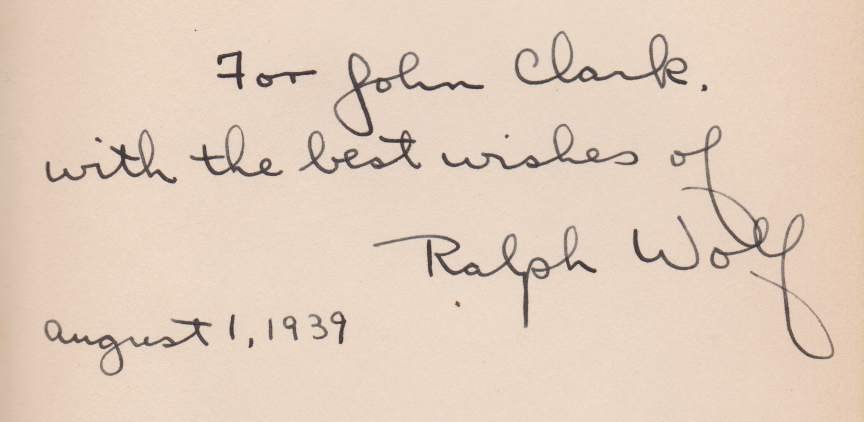 For John Clark.
with the best wishes of
Ralph Wolf
august 1, 1939